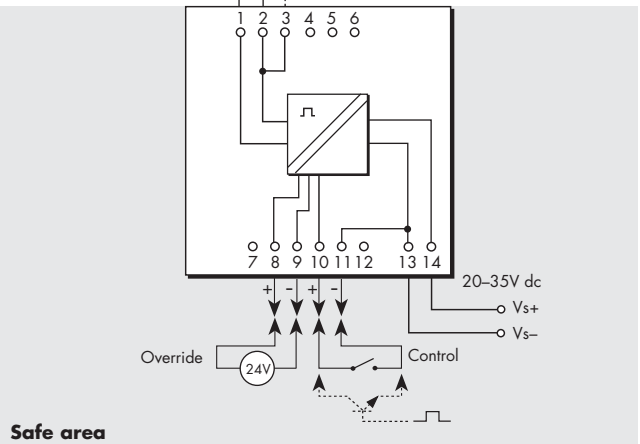 1 2 3 4 5 6
7 8 9 10 11 12 13 14
+ - + -
20–35V dc
Vs+
Vs–
Override
24V
Control
Safe area